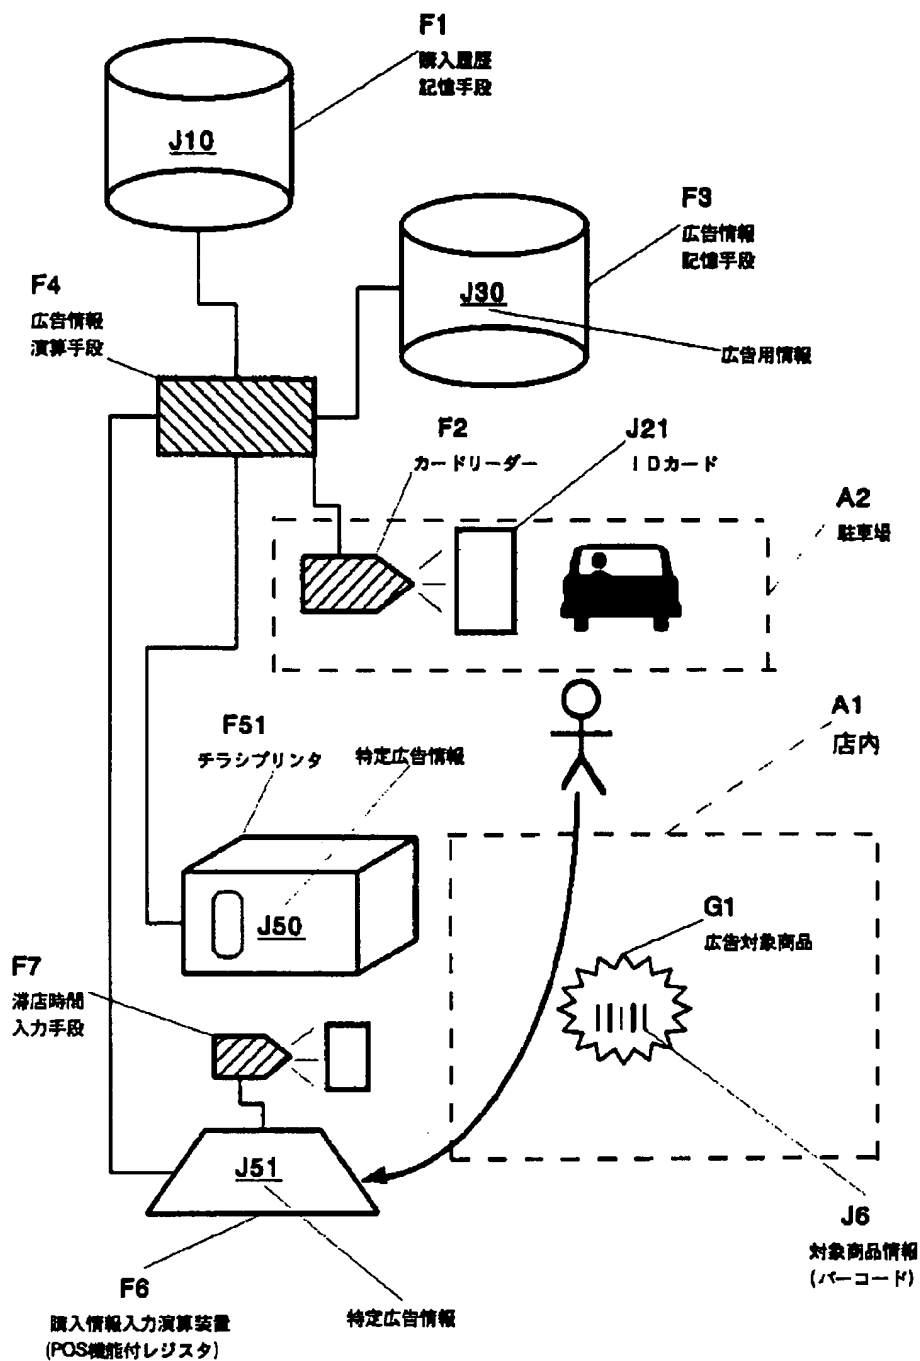 F1
購入履歴
記憶手段
J10
F3
広告情報
記憶手段
J30
広告用情報
F4
広告情報
演算手段
F2
カードリーダー
J21
IDカード
A2
駐車場
A1
店内
F51
チラシプリンタ
特定広告情報
J50
G1
広告対象商品
F7
滞店時間
入力手段
J51
J6
対象商品情報
(バーコード)
F6
購入情報入力演算装置
(POS機能付レジスタ)
特定広告情報